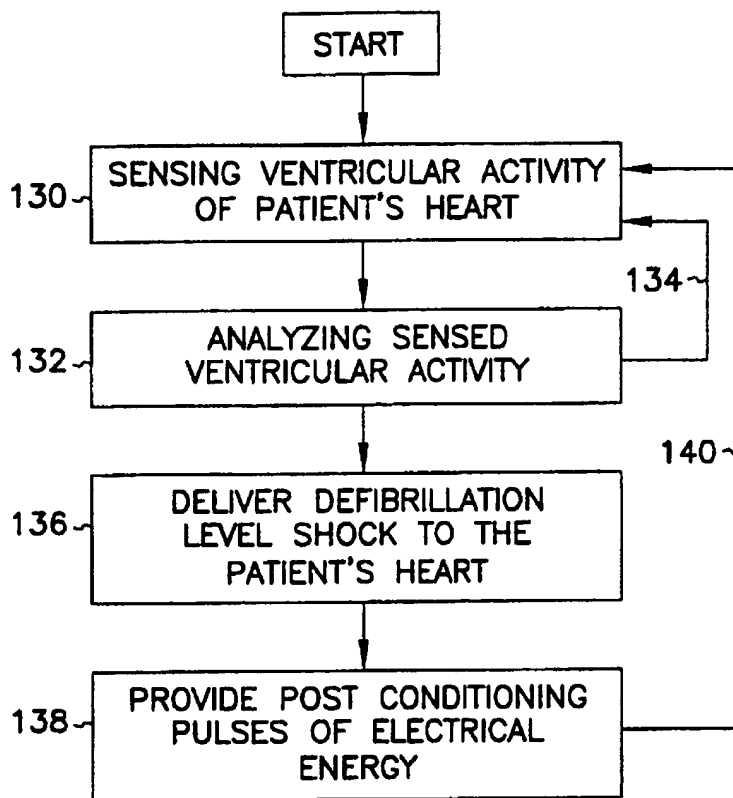 START
SENSING VENTRICULAR ACTIVITY
OF PATIENT'S HEART
130
134
ANALYZING SENSED
VENTRICULAR ACTIVITY
132
140
DELIVER DEFIBRILLATION
LEVEL SHOCK TO THE
PATIENT'S HEART
136
PROVIDE POST CONDITIONING
PULSES OF ELECTRICAL
ENERGY
138